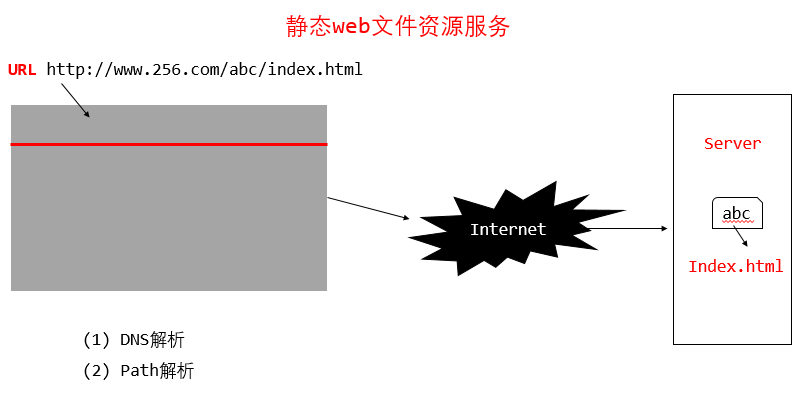 静态web文件资源服务
URL http://www.256.com/abc/index.html
Server
abc
Internet
Index.html
(1) DNS解析
(2) Path解析